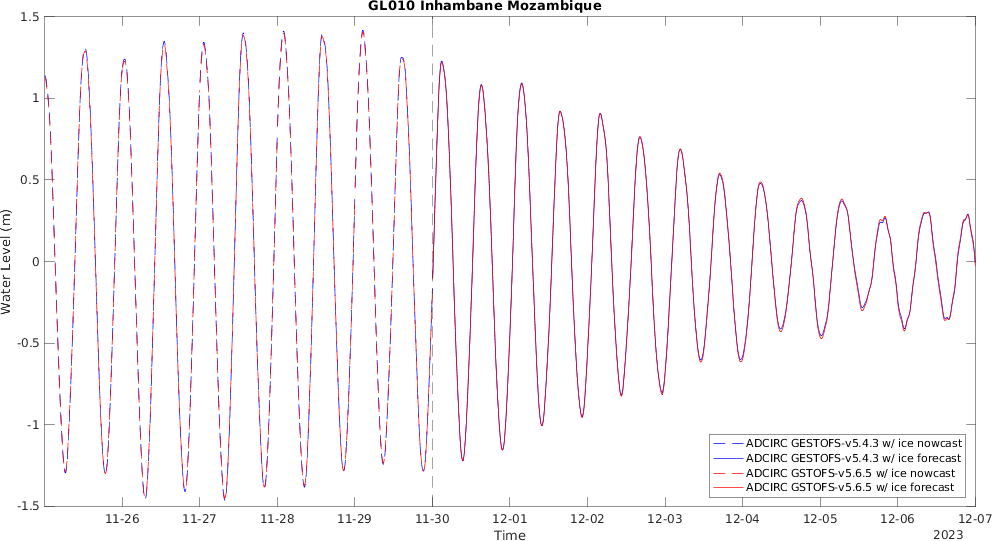 GL010 Inhambane Mozambique
1.5
1
0.5
0
-0.5
-1
-1.5
Water Level (m)
11-26 11-27 11-28 11-29 11-30 12-01 12-02 12-03 12-04 12-05 12-06 12-07
Time
2023
ADCIRC GESTOFS-v5.4.3 w/ ice nowcast
ADCIRC GESTOFS-v5.4.3 w/ ice forecast
ADCIRC GSTOFS-v5.6.5 w/ ice nowcast
ADCIRC GSTOFS-v5.6.5 w/ ice forecast